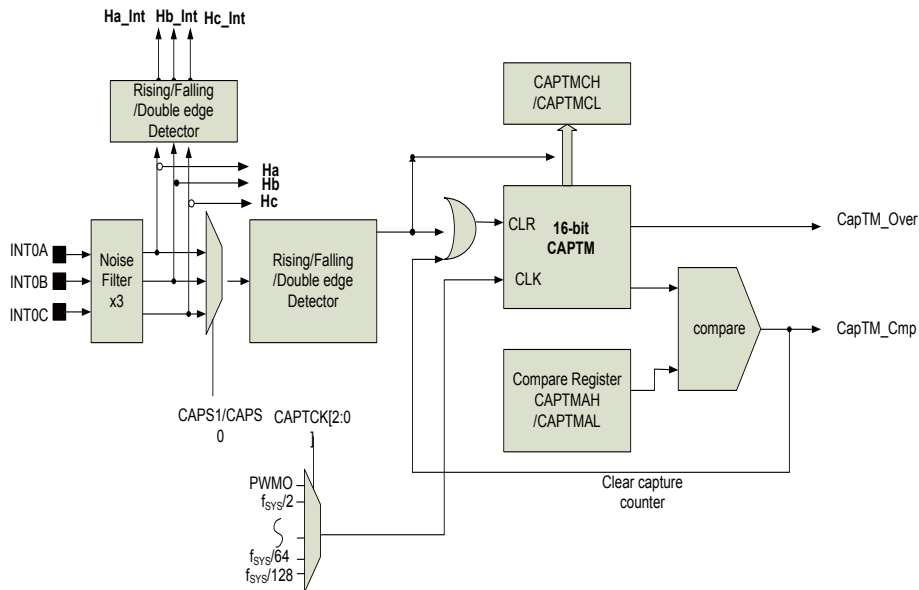 Ha_Int Hb_Int Hc_Int
Rising/Falling
/Double edge
Detector
CAPTMCH
/CAPTMCL
Ha
Hb
Hc
INT0A
INT0B
INT0C
Noise
Filter
x3
Rising/Falling
/Double edge
Detector
CLR
16-bit
CAPTM
CLK
CapTM_Over
compare
CapTM_Cmp
Compare Register
CAPTMAH
/CAPTMAL
CAPS1/CAPS
0
CAPTCK[2:0
]
Clear capture
counter
PWMO
fSYS/2
fSYS/64
fSYS/128